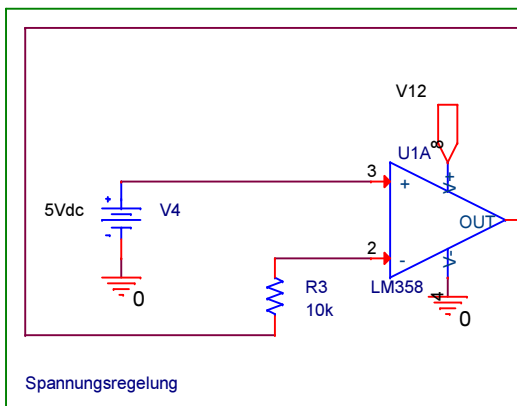 V12
8
U1A
3
+
V+
5Vdc
+
-
V4
OUT
2
-
V-
R3
10k
LM358
4
0
0
Spannungsregelung